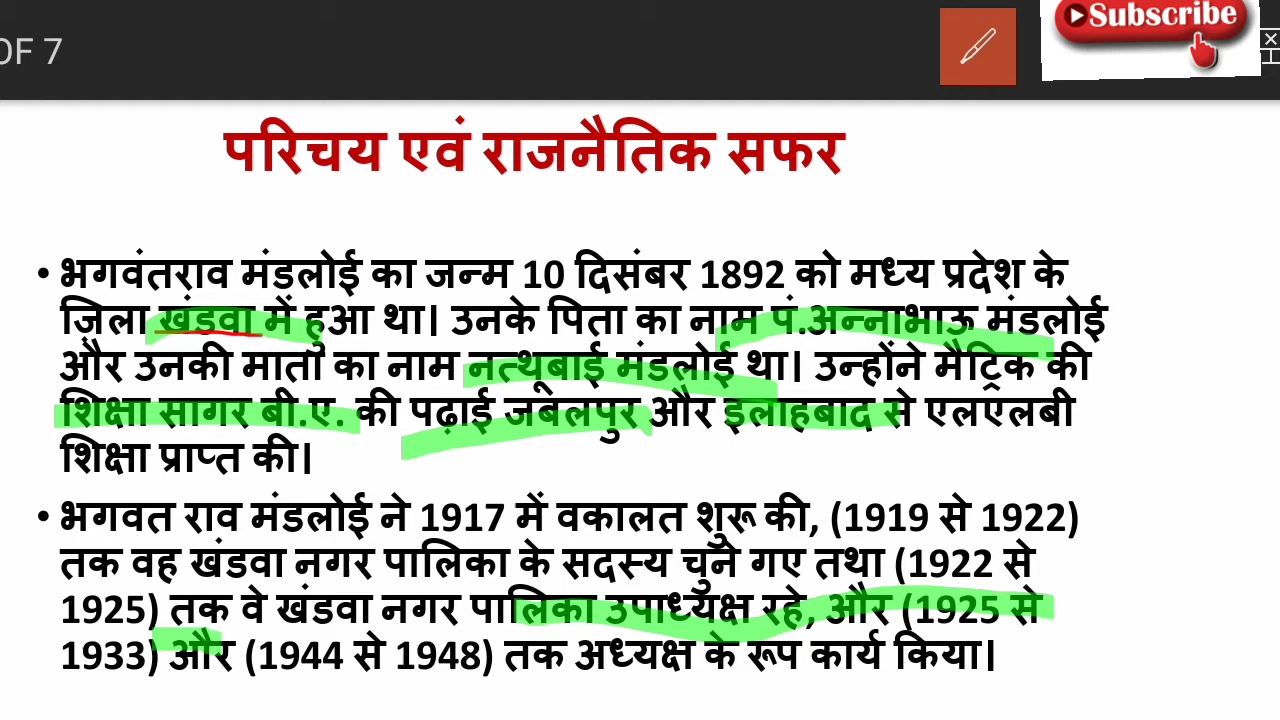 OF 7
Subscribe
परिचय एवं राजनैतिक सफर
• भगवंतराव मंडलोई का जन्म 10 दिसंबर 1892 को मध्य प्रदेश के
ज़िला खंडवा में हुआ था। उनके पिता का नाम पं.अन्नाभाऊ मंडलोई
और उनकी माता का नाम नत्थूबाई मंडलोई था। उन्होंने मैट्रिक की
शिक्षा सागर बी.ए. की पढ़ाई जबलपुर और इलाहबाद से एलएलबी
शिक्षा प्राप्त की।
• भगवत राव मंडलोई ने 1917 में वकालत शुरू की, (1919 से 1922)
तक वह खंडवा नगर पालिका के सदस्य चुने गए तथा (1922 से
1925) तक वे खंडवा नगर पालिका उपाध्यक्ष रहे, और (1925 से
1933) और (1944 से 1948) तक अध्यक्ष के रूप कार्य किया।